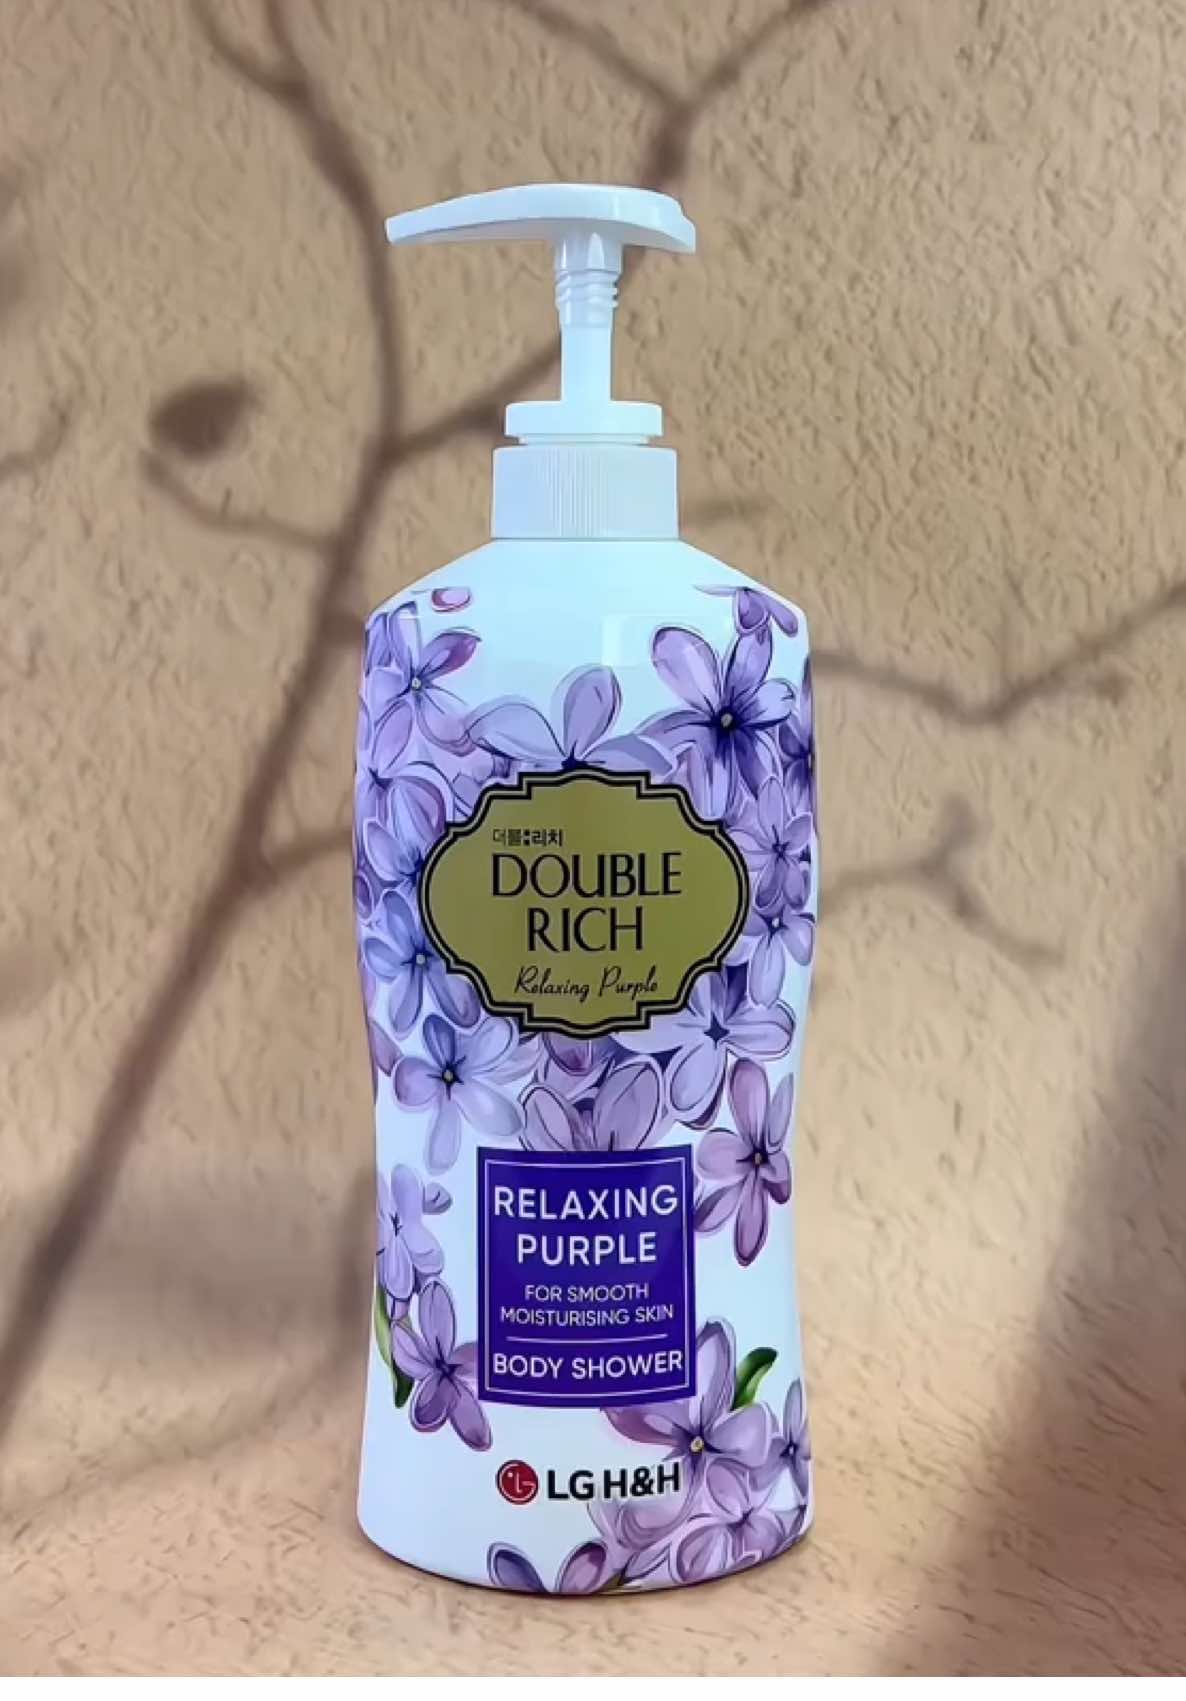 더블리치
DOUBLE
RICH
Relaxing Purple
RELAXING
PURPLE
FOR SMOOTH
MOISTURISING SKIN
BODY SHOWER
LG H&H